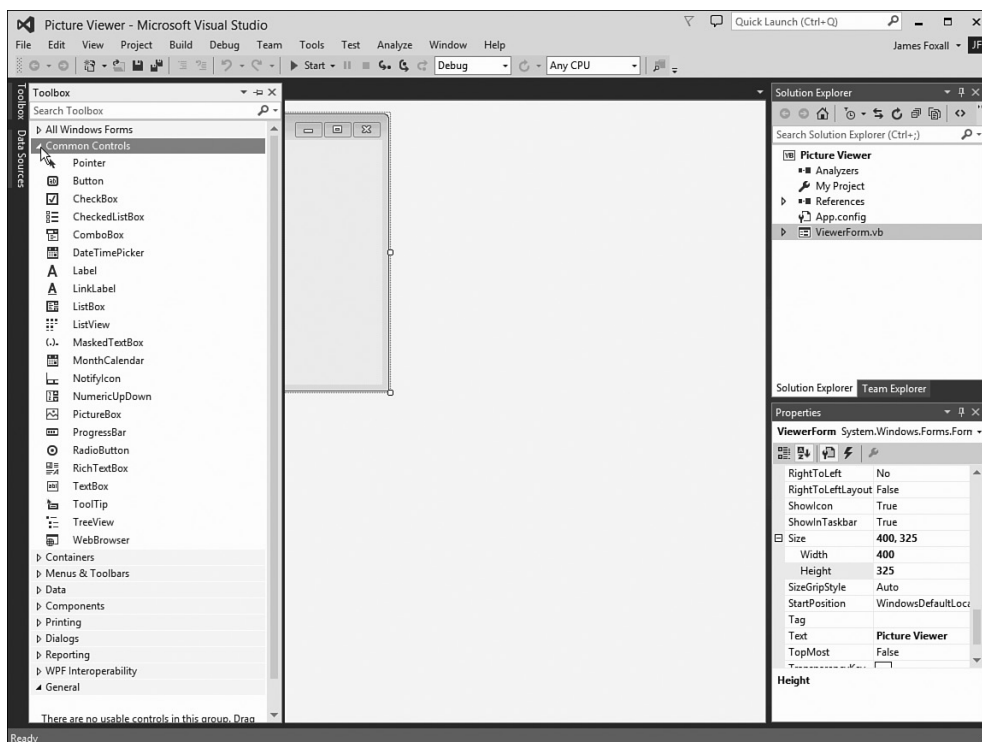 Picture Viewer - Microsoft Visual Studio
Quick Launch (Ctrl+Q)
File Edit View Project Build Debug Team Tools Test Analyze Window Help
James Foxall JF
Start Debug Any CPU
Toolbox
Data Sources
Toolbox
Search Toolbox
All Windows Forms
Common Controls
Pointer
Button
CheckBox
CheckedListBox
ComboBox
DateTimePicker
Label
LinkLabel
ListBox
ListView
MaskedTextBox
MonthCalendar
NotifyIcon
NumericUpDown
PictureBox
ProgressBar
RadioButton
RichTextBox
TextBox
ToolTip
TreeView
WebBrowser
Containers
Menus & Toolbars
Data
Components
Printing
Dialogs
Reporting
WPF Interoperability
General
There are no usable controls in this group. Drag
Solution Explorer
Search Solution Explorer (Ctrl+;)
VB Picture Viewer
Analyzers
My Project
References
App.config
ViewerForm.vb
Solution Explorer Team Explorer
Properties
ViewerForm System.Windows.Forms.Form
RightToLeft No
RightToLeftLayout False
ShowIcon True
ShowInTaskbar True
Size 400, 325
Width 400
Height 325
SizeGripStyle Auto
StartPosition WindowsDefaultLoca
Tag
Text Picture Viewer
TopMost False
Height
Ready